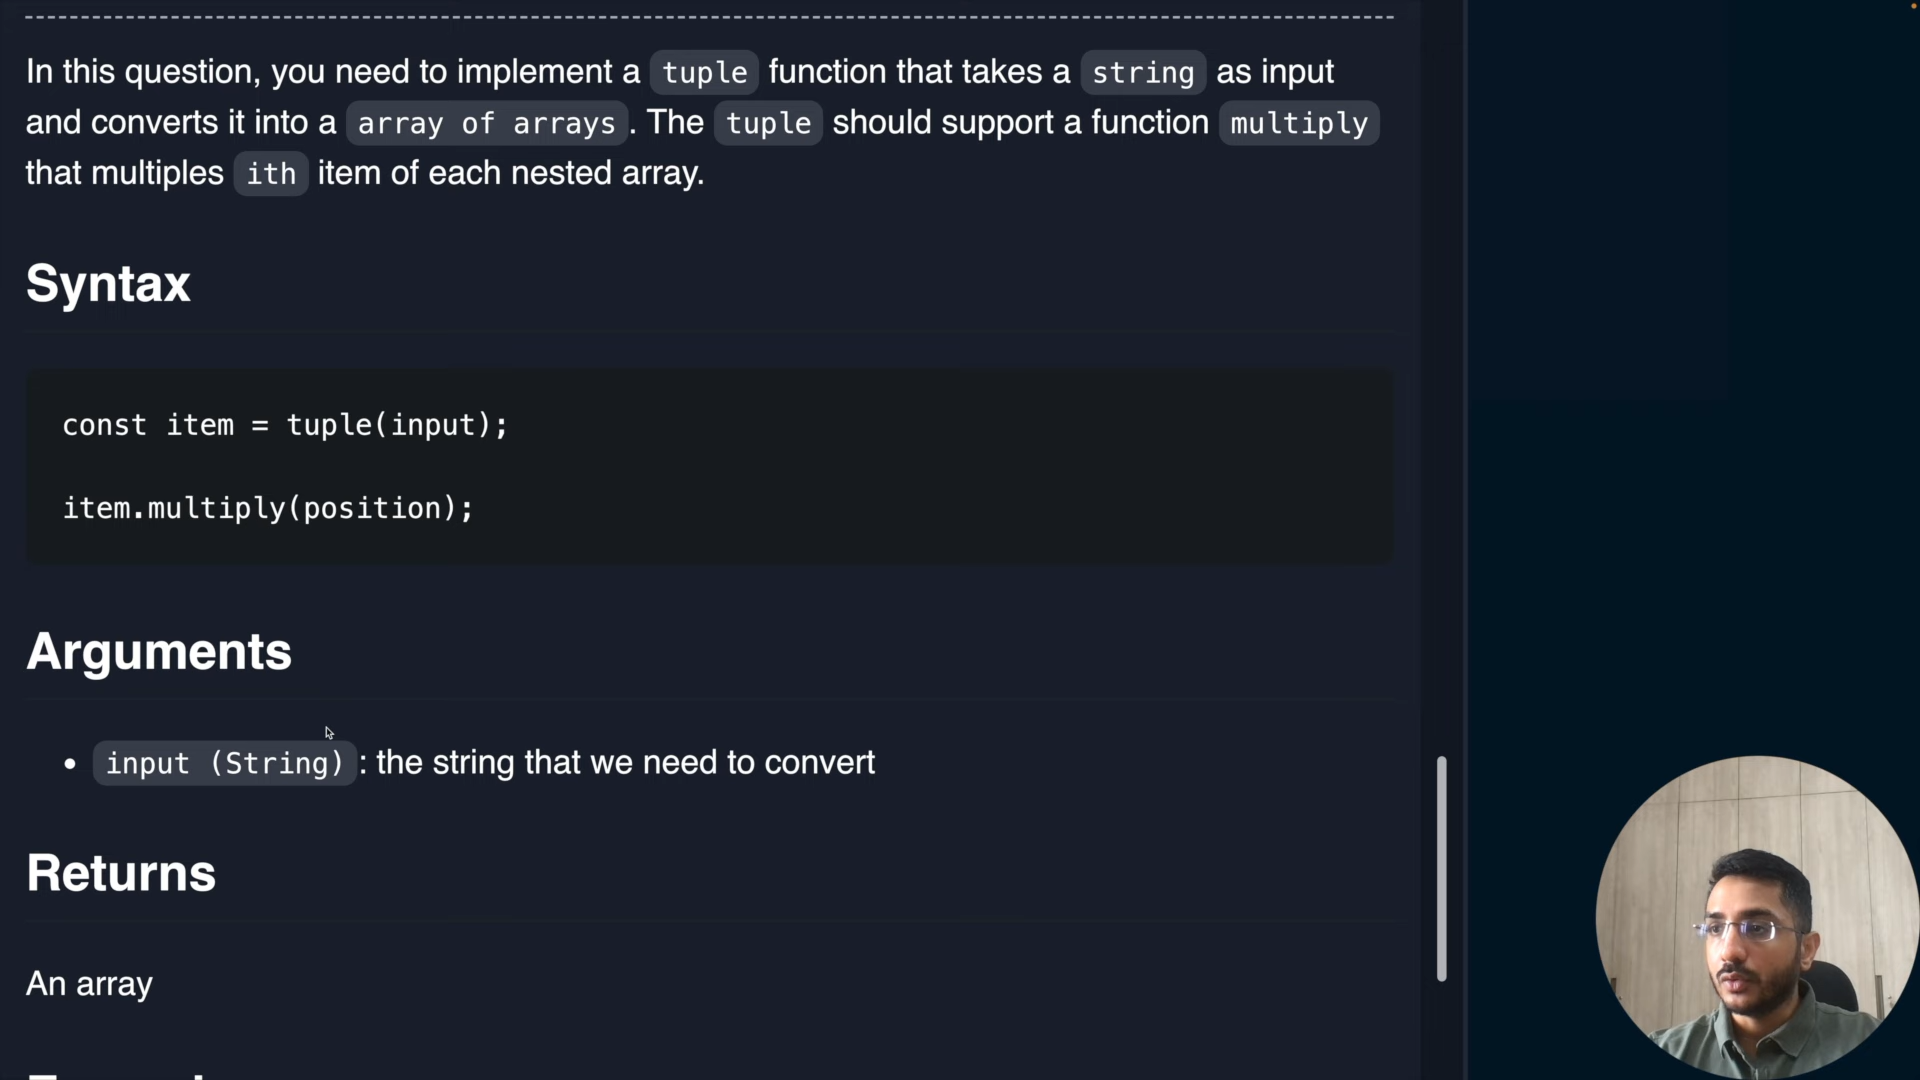 In this question, you need to implement a tuple function that takes a string as input
and converts it into a array of arrays. The tuple should support a function multiply
that multiples ith item of each nested array.
Syntax
const item = tuple(input);
item.multiply(position);
Arguments
• input (String): the string that we need to convert
Returns
An array